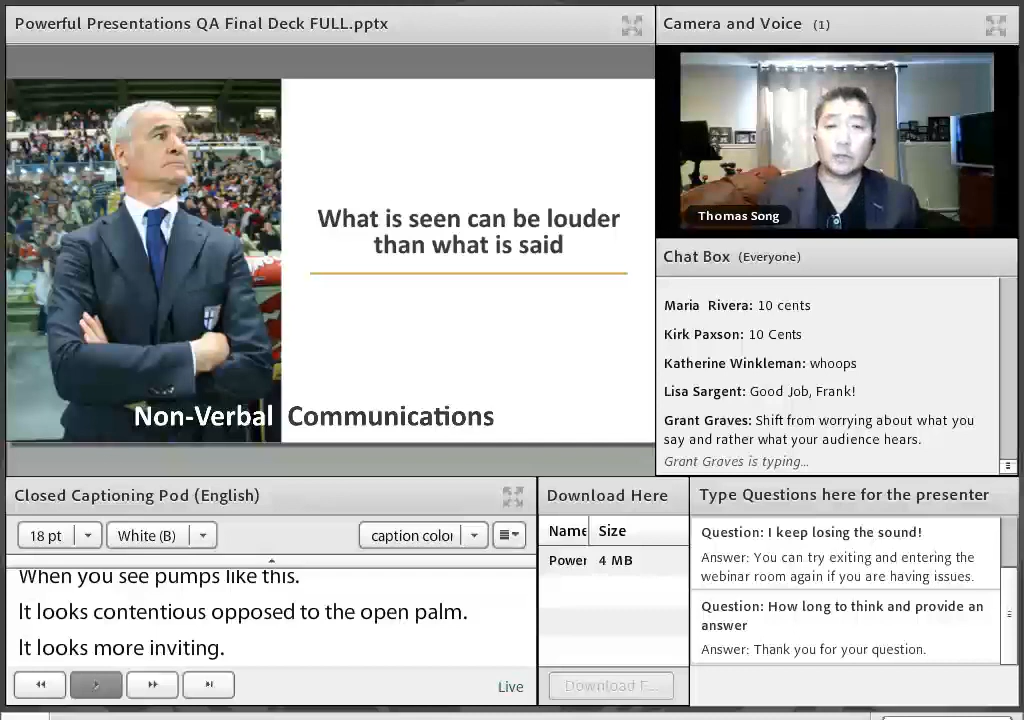 Powerful Presentations QA Final Deck FULL.pptx
What is seen can be louder
than what is said
Non-Verbal Communications
Camera and Voice (1)
Thomas Song
Chat Box (Everyone)
Maria Rivera: 10 cents
Kirk Paxson: 10 Cents
Katherine Winkleman: whoops
Lisa Sargent: Good Job, Frank!
Grant Graves: Shift from worrying about what you
say and rather what your audience hears.
Grant Graves is typing...
Closed Captioning Pod (English)
18 pt
White (B)
caption color
When you see pumps like this.
It looks contentious opposed to the open palm.
It looks more inviting.
Live
Download Here
Name Size
Power 4 MB
Download F...
Type Questions here for the presenter
Question: I keep losing the sound!
Answer: You can try exiting and entering the
webinar room again if you are having issues.
Question: How long to think and provide an
answer
Answer: Thank you for your question.